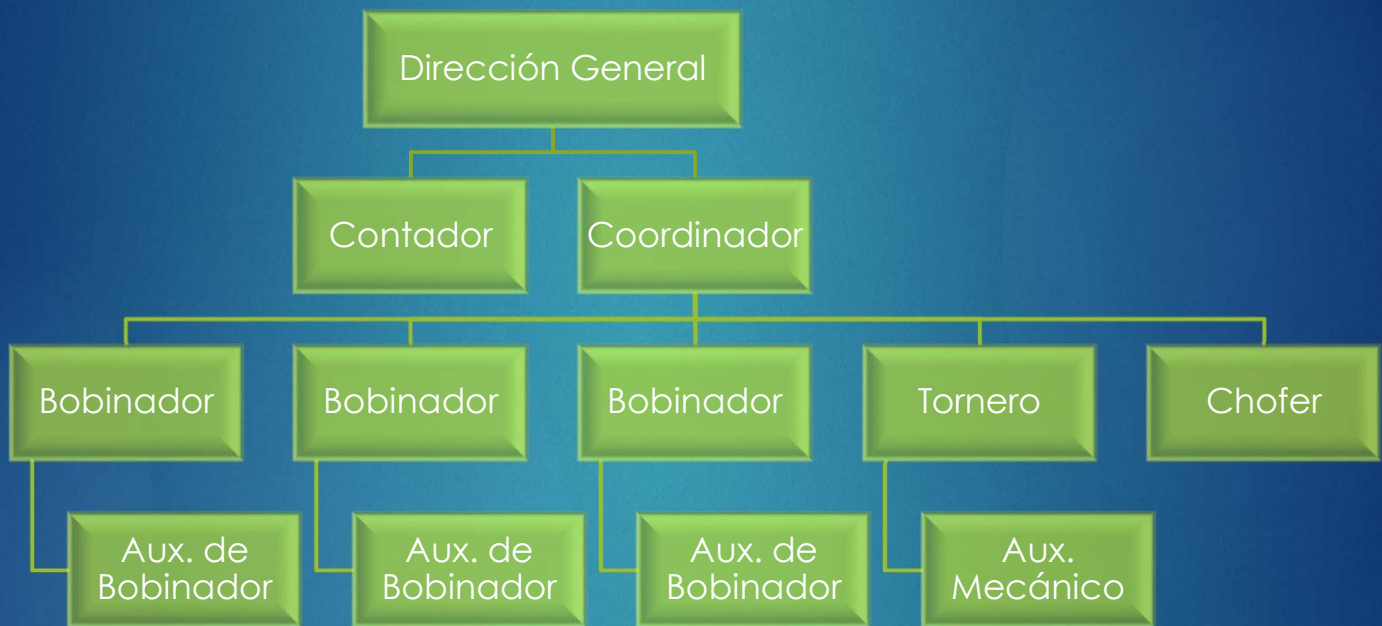 Dirección General
Contador
Coordinador
Bobinador
Bobinador
Bobinador
Tornero
Chofer
Aux. de
Bobinador
Aux. de
Bobinador
Aux. de
Bobinador
Aux.
Mecánico